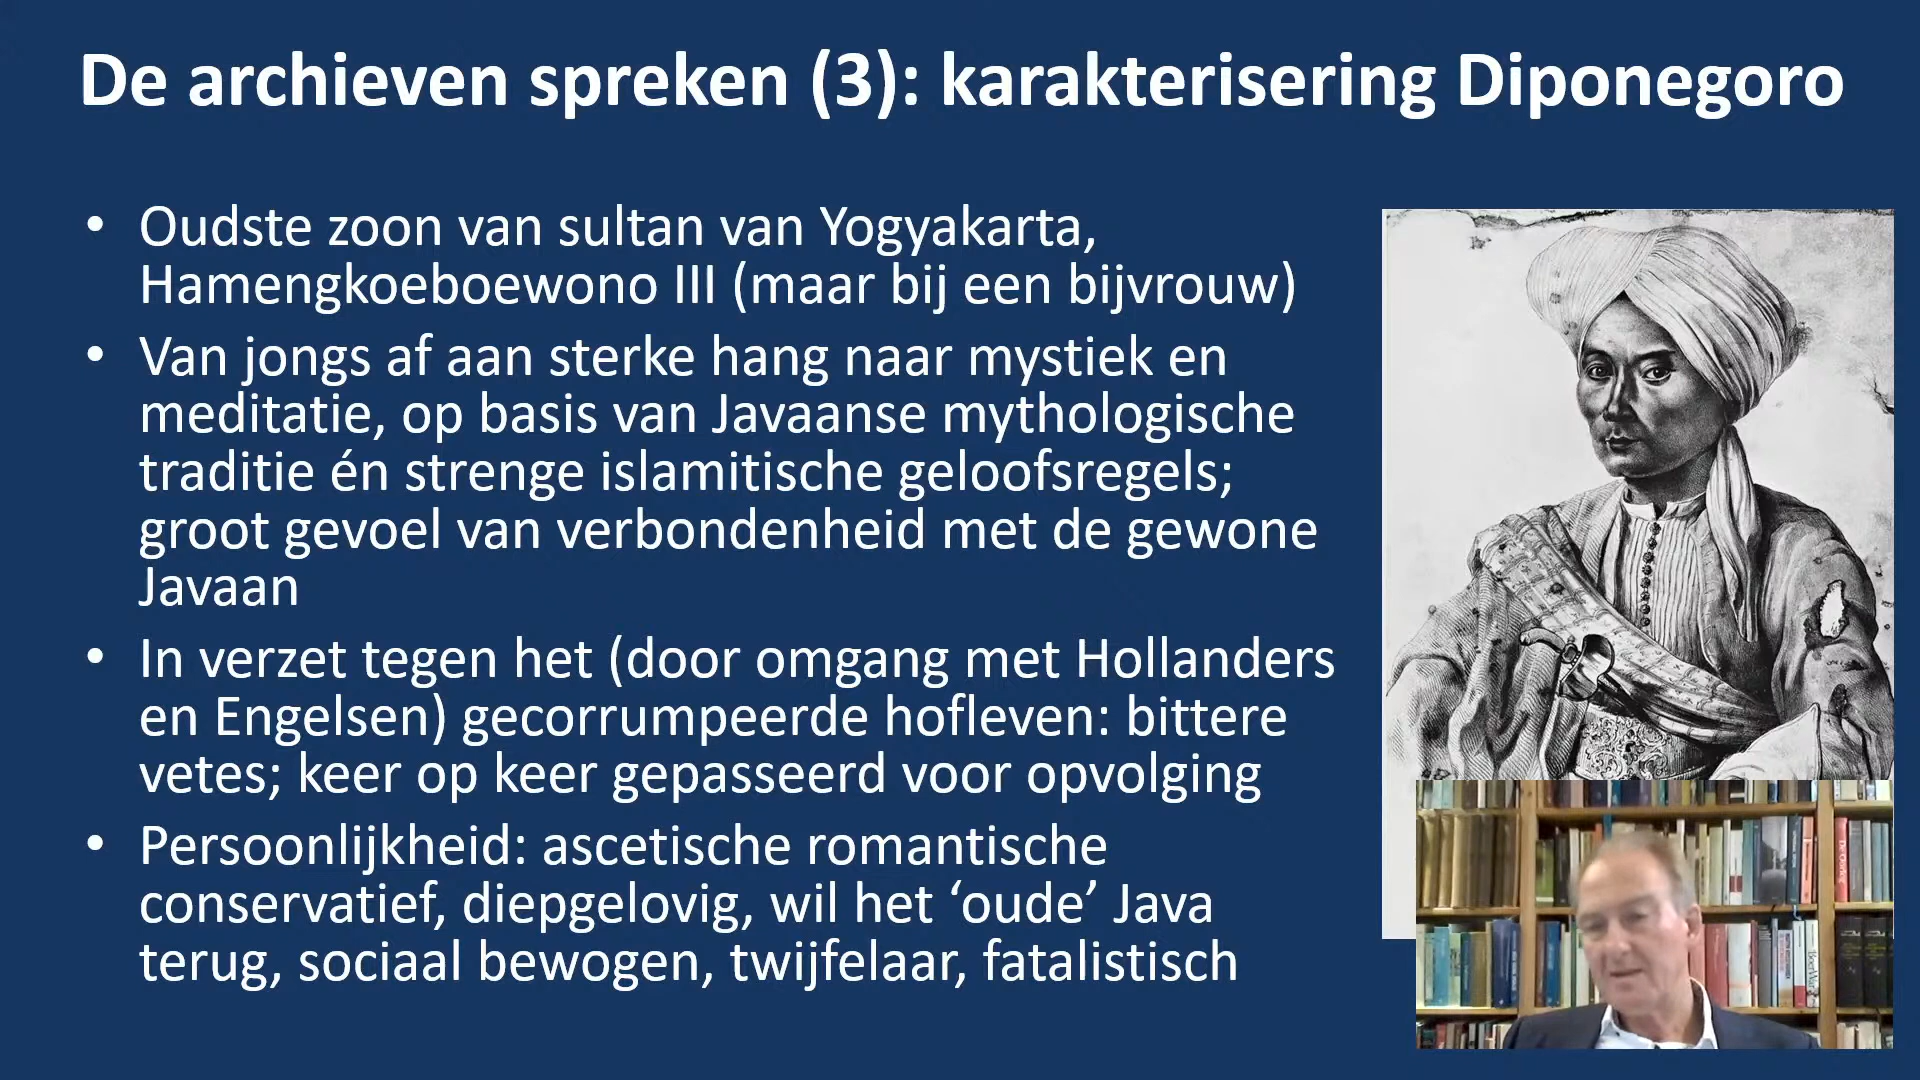 De archieven spreken (3): karakterisering Diponegoro
• Oudste zoon van sultan van Yogyakarta,
Hamengkoeboewono III (maar bij een bijvrouw)
• Van jongs af aan sterke hang naar mystiek en
meditatie, op basis van Javaanse mythologische
traditie én strenge islamitische geloofsregels;
groot gevoel van verbondenheid met de gewone
Javaan
• In verzet tegen het (door omgang met Hollanders
en Engelsen) gecorrumpeerde hofleven: bittere
vetes; keer op keer gepasseerd voor opvolging
• Persoonlijkheid: ascetische romantische
conservatief, diepgelovig, wil het ‘oude’ Java
terug, sociaal bewogen, twijfelaar, fatalistisch